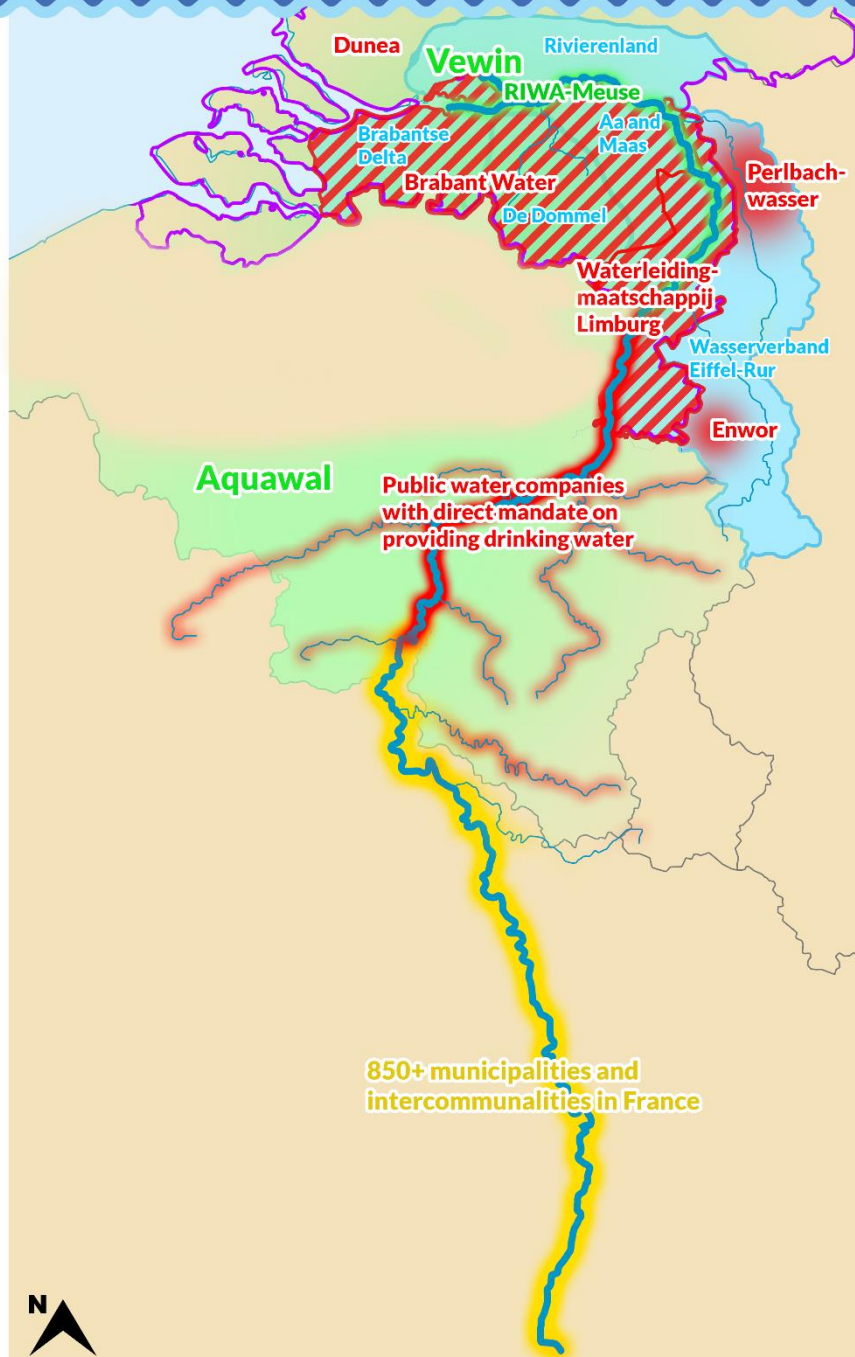 Dunea
Vewin
Rivierenland
RIWA-Meuse
Brabantse
Delta
Aa and
Maas
Brabant Water
Perlbach-
wasser
De Dommel
Waterleiding-
maatschappij
Limburg
Wasserverband
Eiffel-Rur
Enwor
Aquawal
Public water companies
with direct mandate on
providing drinking water
850+ municipalities and
intercommunalities in France
N